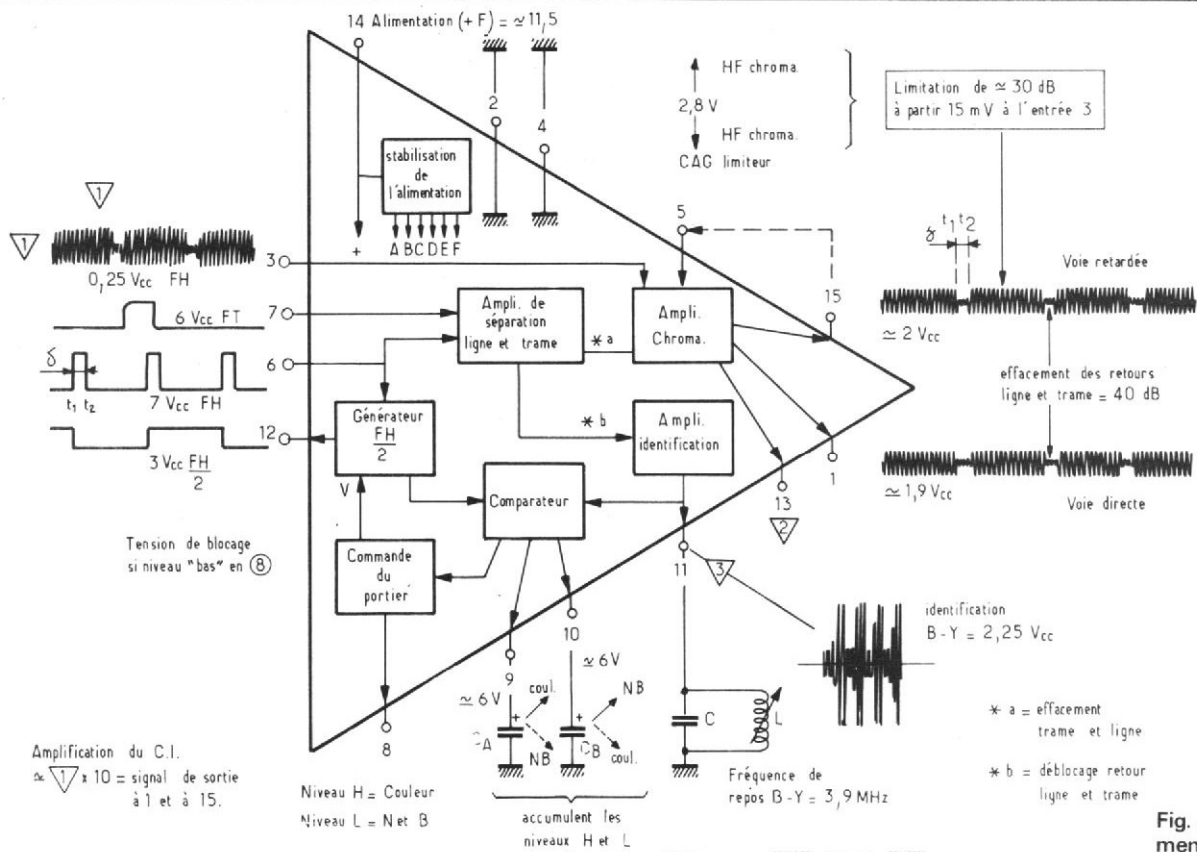 14 Alimentation (+ F) = ≃ 11,5
2
4
HF chroma.
2,8 V
HF chroma.
CAG limiteur
Limitation de ≃ 30 dB
à partir 15 mV à l'entrée 3
stabilisation
de
l'alimentation
+
A B C D E F
1
1
0,25 Vcc FH
3
5
15
t1 t2
Voie retardée
≃ 2 Vcc
6 Vcc FT
7
Ampli. de
séparation
ligne et trame
* a
Ampli.
Chroma.
δ
6
t1 t2
7 Vcc FH
effacement des retours
ligne et trame = 40 dB
12
3 Vcc FH/2
Générateur
FH/2
* b
Ampli.
identification
1
13
2
≃ 1,9 Vcc
Voie directe
V
Comparateur
Tension de blocage
si niveau "bas" en 8
Commande
du
portier
11
3
identification
B - Y = 2,25 Vcc
10
9
8
≃ 6 V
≃ 6 V
coul.
NB
+
+
NB
coul.
C
L
* a = effacement
trame et ligne
* b = déblocage retour
ligne et trame
Amplification du C.I.
≃ 1 x 10 = signal de sortie
à 1 et à 15.
Niveau H = Couleur
Niveau L = N et B
accumulent les
niveaux H et L
Fréquence de
repos B - Y = 3,9 MHz
Fig.
men